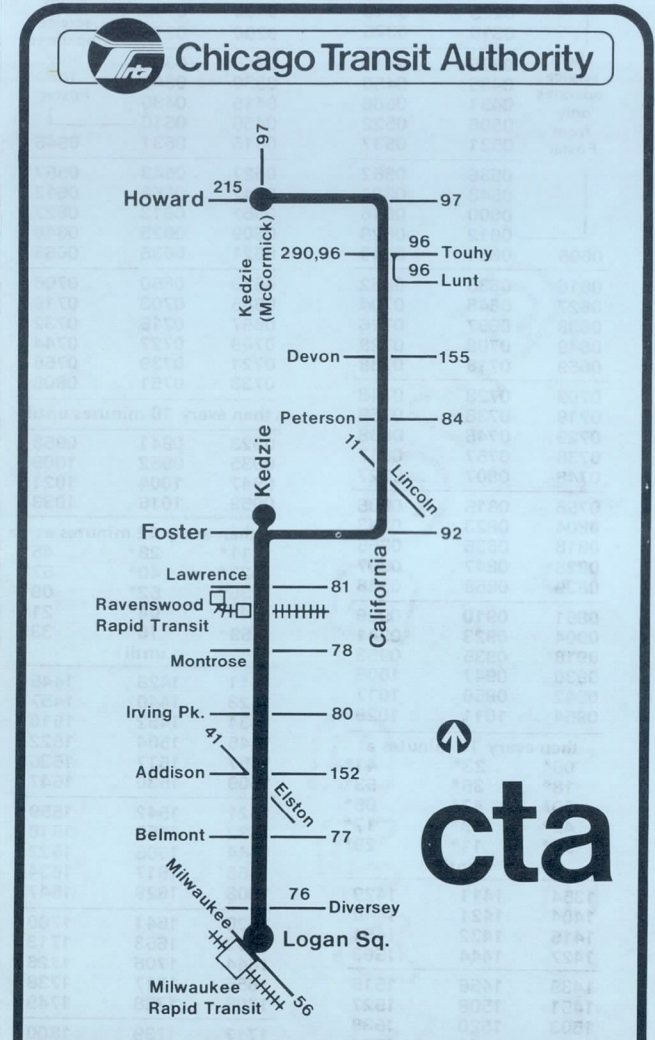 rta Chicago Transit Authority
97
Howard 215 97
Kedzie
(McCormick)
290,96 96 Touhy
96 Lunt
Devon 155
Peterson 84
11 Lincoln
Kedzie
Foster 92
California
Lawrence 81
Ravenswood
Rapid Transit
Montrose 78
Irving Pk. 80
41
Addison 152
Elston
Belmont 77
76 Diversey
Milwaukee
Logan Sq.
Milwaukee
Rapid Transit
56
cta